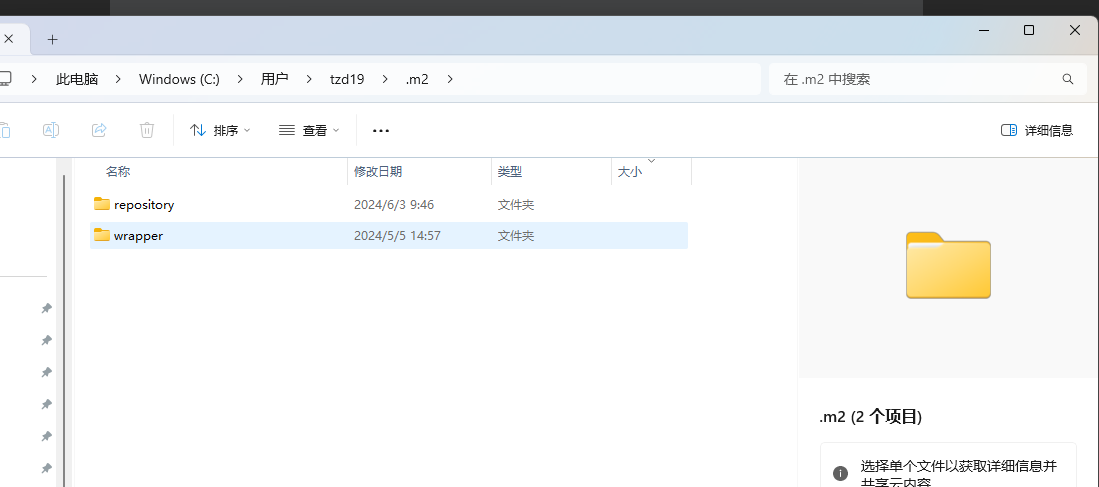 此电脑 Windows (C:) 用户 tzd19 .m2
在 .m2 中搜索
排序 查看 详细信息
名称 修改日期 类型 大小
repository 2024/6/3 9:46 文件夹
wrapper 2024/5/5 14:57 文件夹
.m2 (2 个项目)
选择单个文件以获取详细信息并
共享云内容